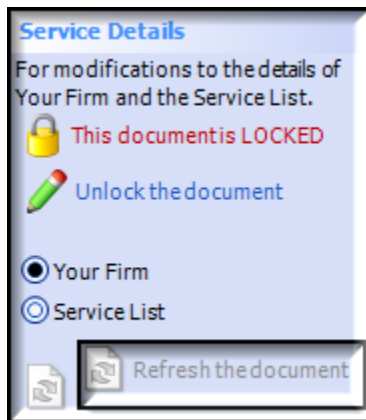 Service Details
For modifications to the details of
Your Firm and the Service List.
This document is LOCKED
Unlock the document
Your Firm
Service List
Refresh the document